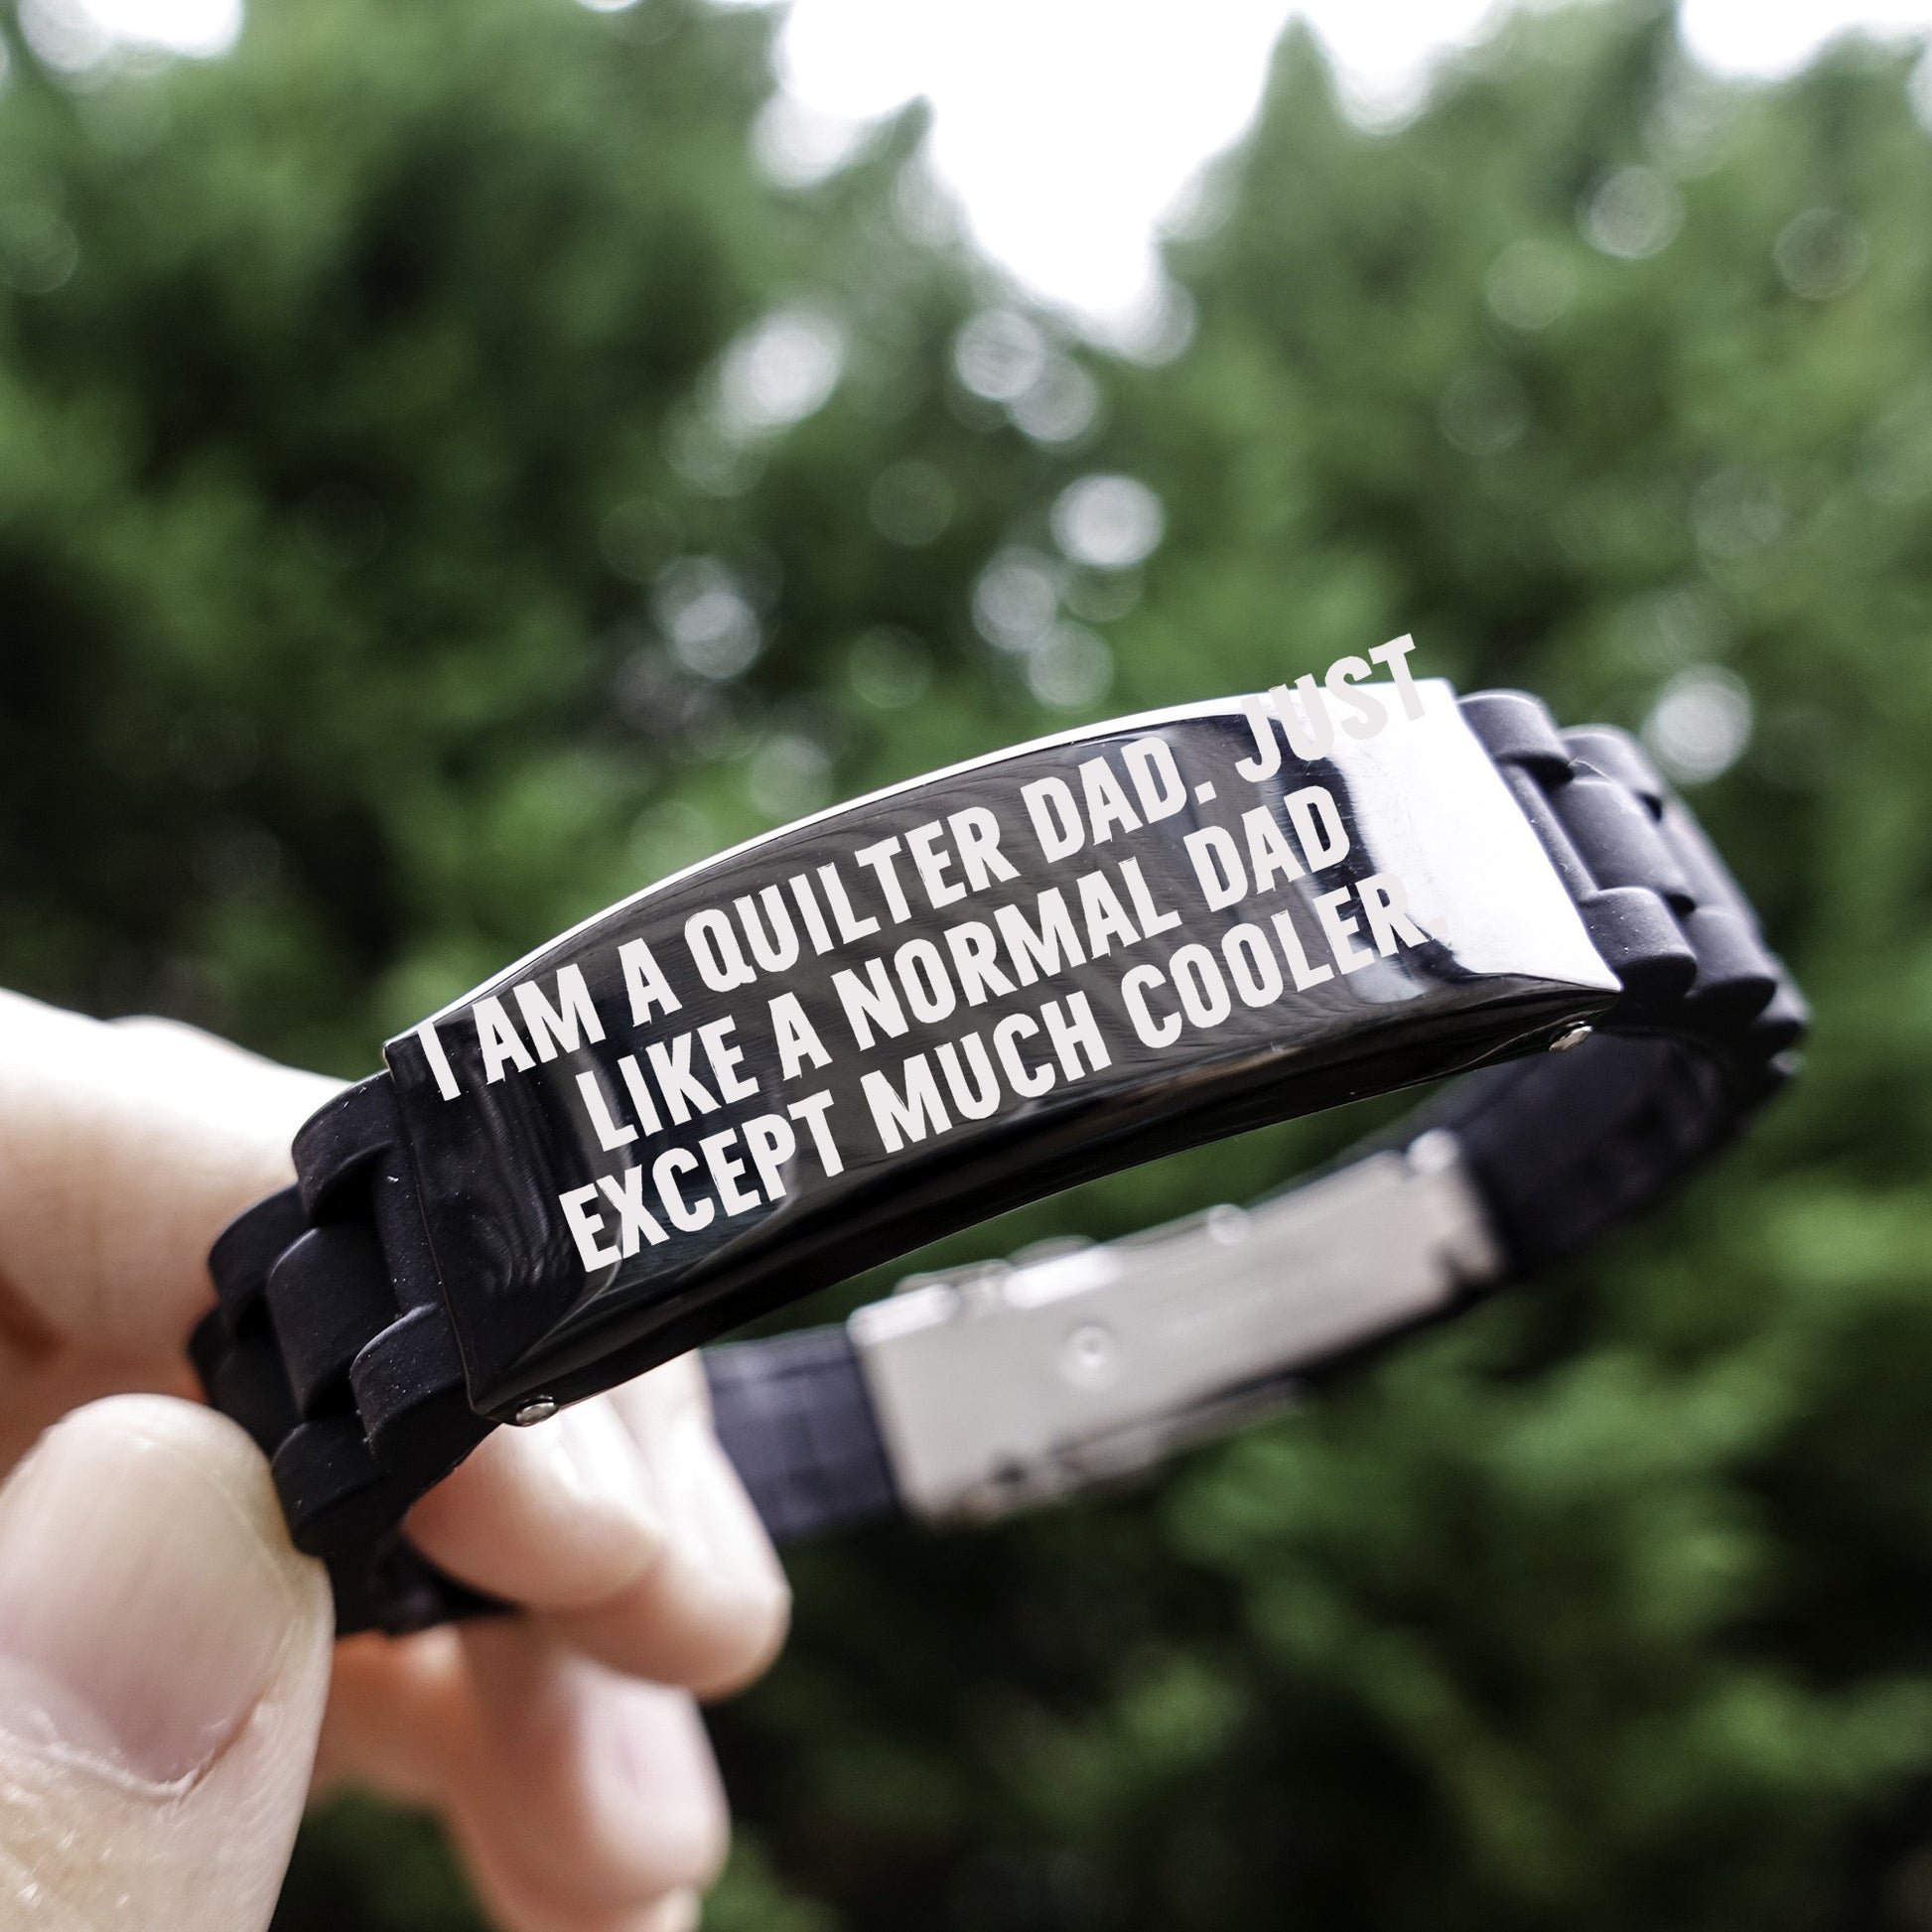 I AM A QUILTER DAD. JUST
LIKE A NORMAL DAD
EXCEPT MUCH COOLER.